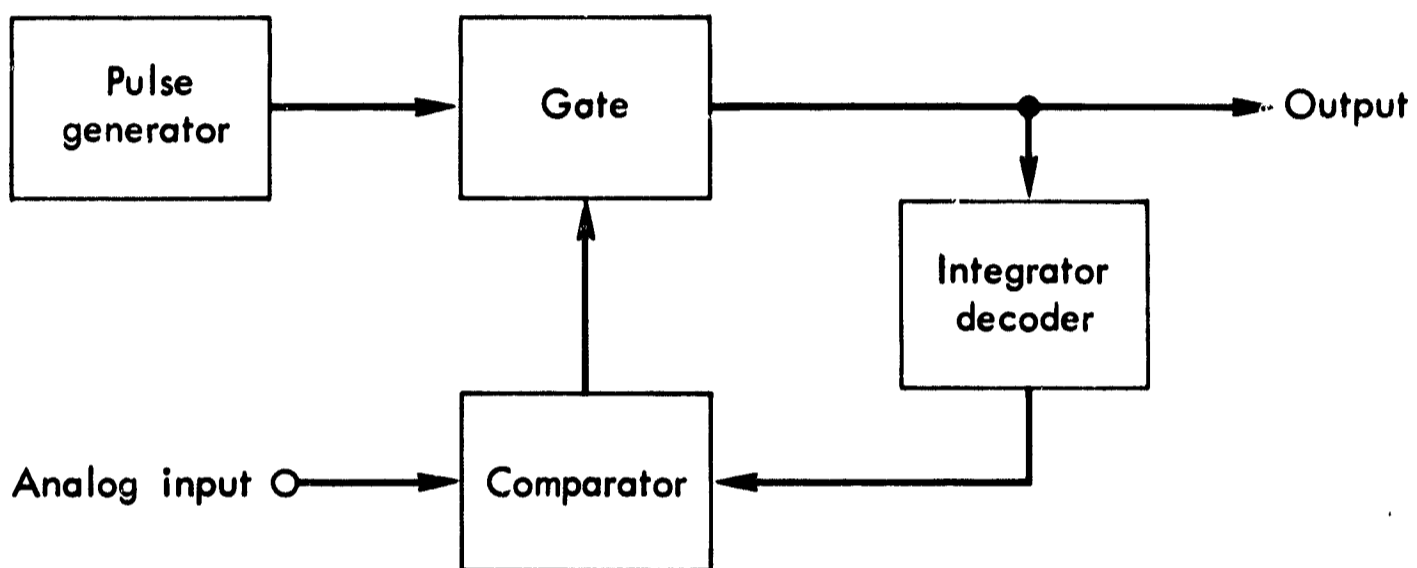 Pulse
generator
Gate
Output
Integrator
decoder
Analog input
Comparator